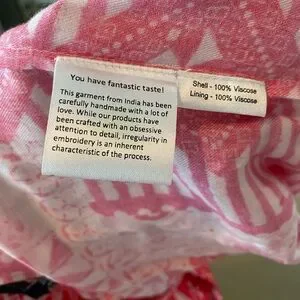 You have fantastic taste!
This garment from India has been
carefully handmade with a lot of
love. While our products have
been crafted with an obsessive
attention to detail, irregularity in
embroidery is an inherent
characteristic of the process.
Shell - 100% Viscose
Lining - 100% Viscose